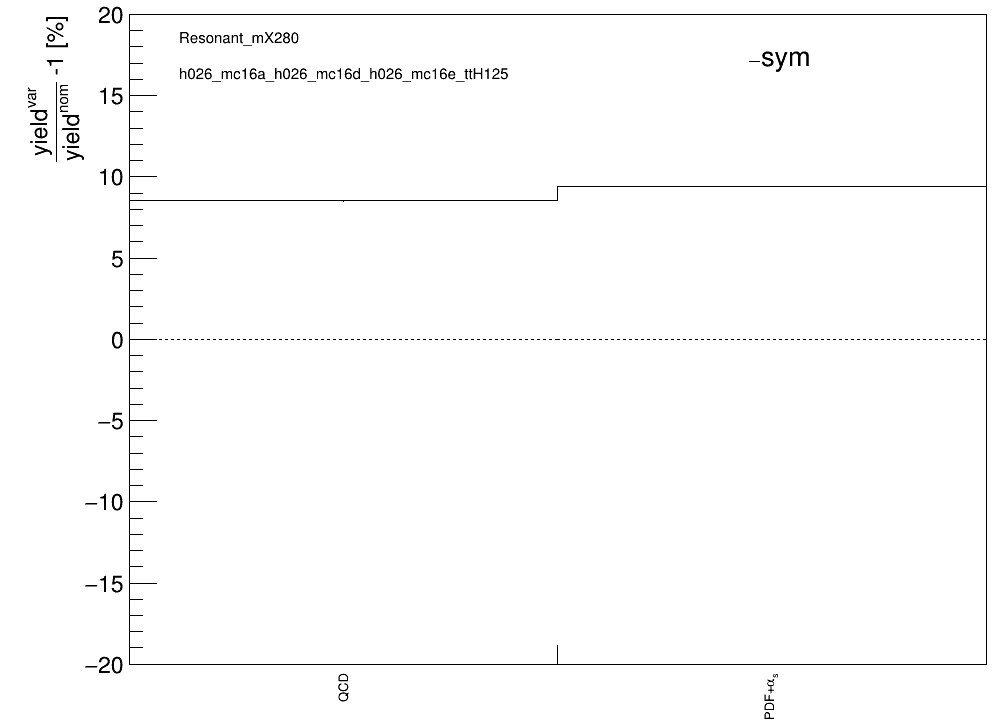 yield^var
yield^nom -1 [%]
Resonant_mX280
h026_mc16a_h026_mc16d_h026_mc16e_ttH125
sym
20
15
10
5
0
−5
−10
−15
−20
QCD
PDF+α_s